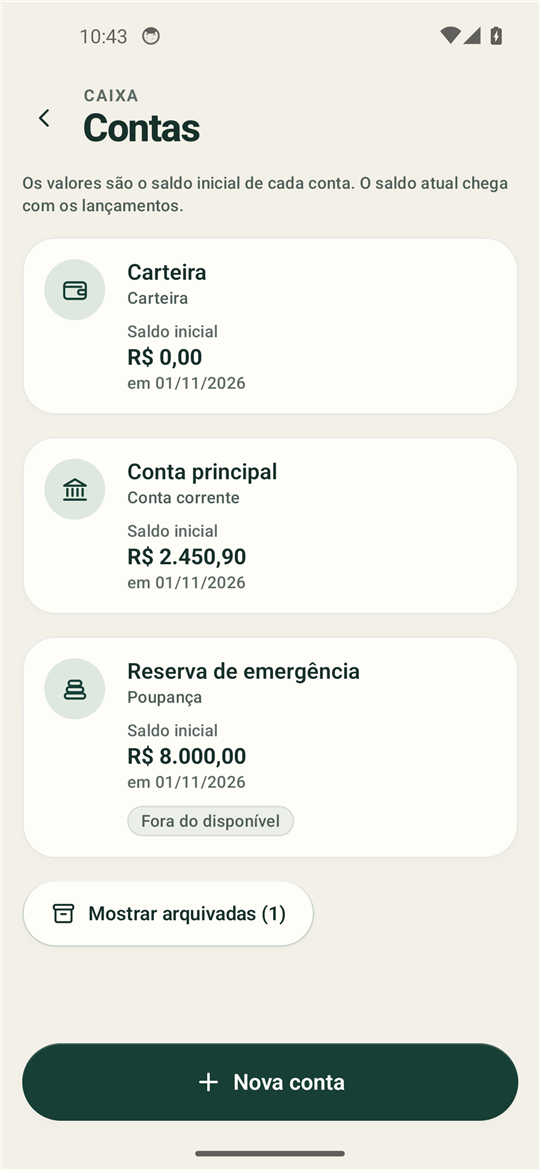 10:43
CAIXA
Contas
Os valores são o saldo inicial de cada conta. O saldo atual chega
com os lançamentos.
Carteira
Carteira
Saldo inicial
R$ 0,00
em 01/11/2026
Conta principal
Conta corrente
Saldo inicial
R$ 2.450,90
em 01/11/2026
Reserva de emergência
Poupança
Saldo inicial
R$ 8.000,00
em 01/11/2026
Fora do disponível
Mostrar arquivadas (1)
Nova conta